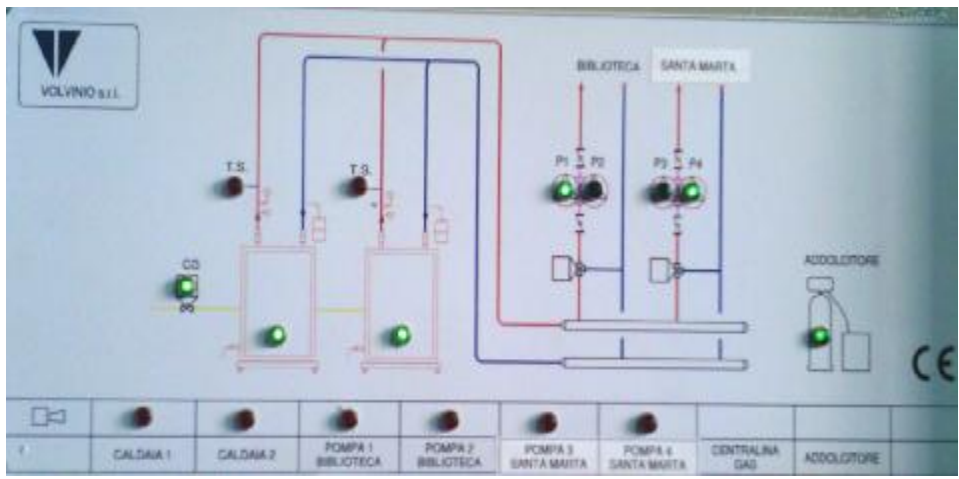 VOLVINIO s.r.l.
BIBLIOTECA
SANTA MARTA
T.S.
T.S.
P1
P2
P3
P4
CG
ADDOLCITORE
CE
CALDAIA 1
CALDAIA 2
POMPA 1
BIBLIOTECA
POMPA 2
BIBLIOTECA
POMPA 3
SANTA MARTA
POMPA 4
SANTA MARTA
CENTRALINA
GAS
ADDOLCITORE